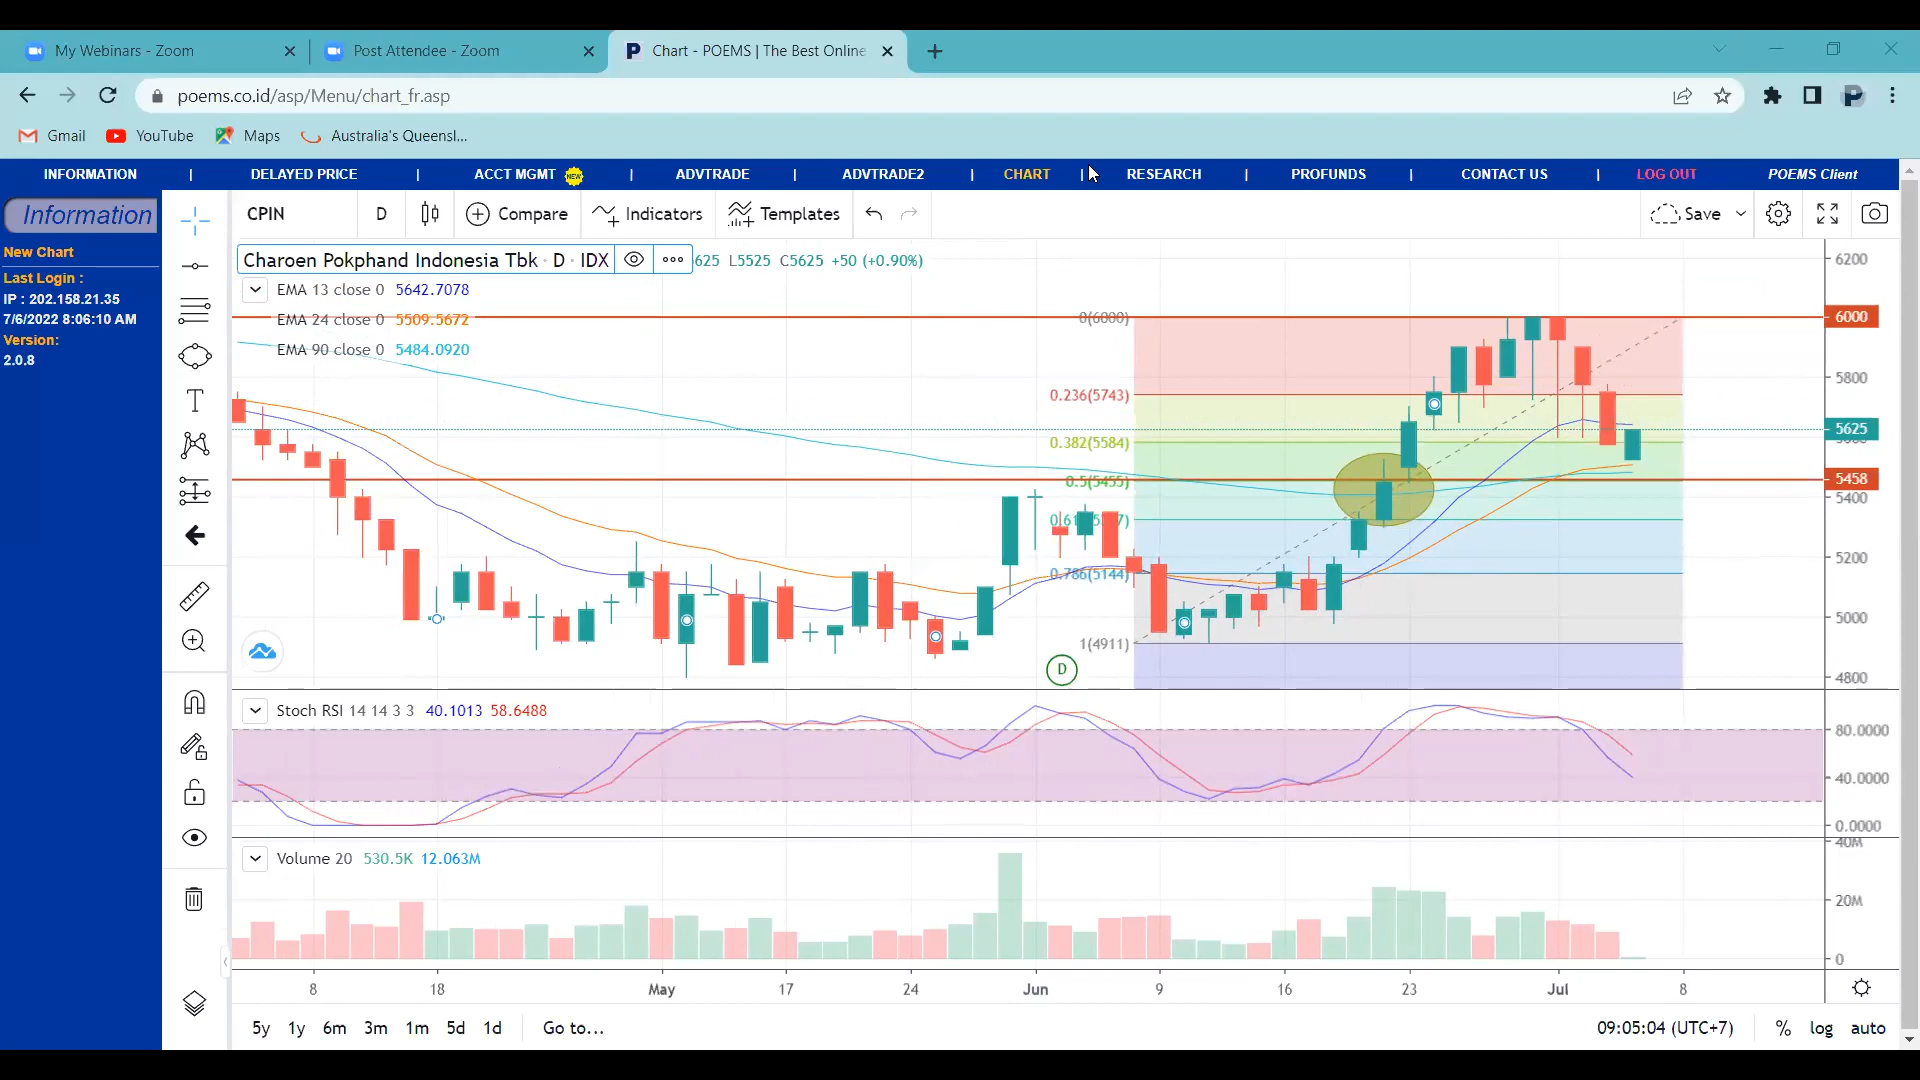 My Webinars - Zoom
Post Attendee - Zoom
Chart - POEMS | The Best Online
poems.co.id/asp/Menu/chart_fr.asp
Gmail
YouTube
Maps
Australia's Queensl...
INFORMATION | DELAYED PRICE | ACCT MGMT NEW | ADVTRADE | ADVTRADE2 | CHART | RESEARCH | PROFUNDS | CONTACT US | LOG OUT POEMS Client
Information
New Chart
Last Login :
IP : 202.158.21.35
7/6/2022 8:06:10 AM
Version:
2.0.8
CPIN D Compare Indicators Templates Save
Charoen Pokphand Indonesia Tbk · D · IDX 625 L5525 C5625 +50 (+0.90%)
EMA 13 close 0 5642.7078
EMA 24 close 0 5509.5672
EMA 90 close 0 5484.0920
0(6000)
0.236(5743)
0.382(5584)
0.5(5455)
0.786(5144)
1(4911)
D
6200
6000
5800
5625
5458
5400
5200
5000
4800
Stoch RSI 14 14 3 3 40.1013 58.6488
80.0000
40.0000
0.0000
Volume 20 530.5K 12.063M
40M
20M
0
8 18 May 17 24 Jun 9 16 23 Jul 8
5y 1y 6m 3m 1m 5d 1d Go to...
09:05:04 (UTC+7) % log auto